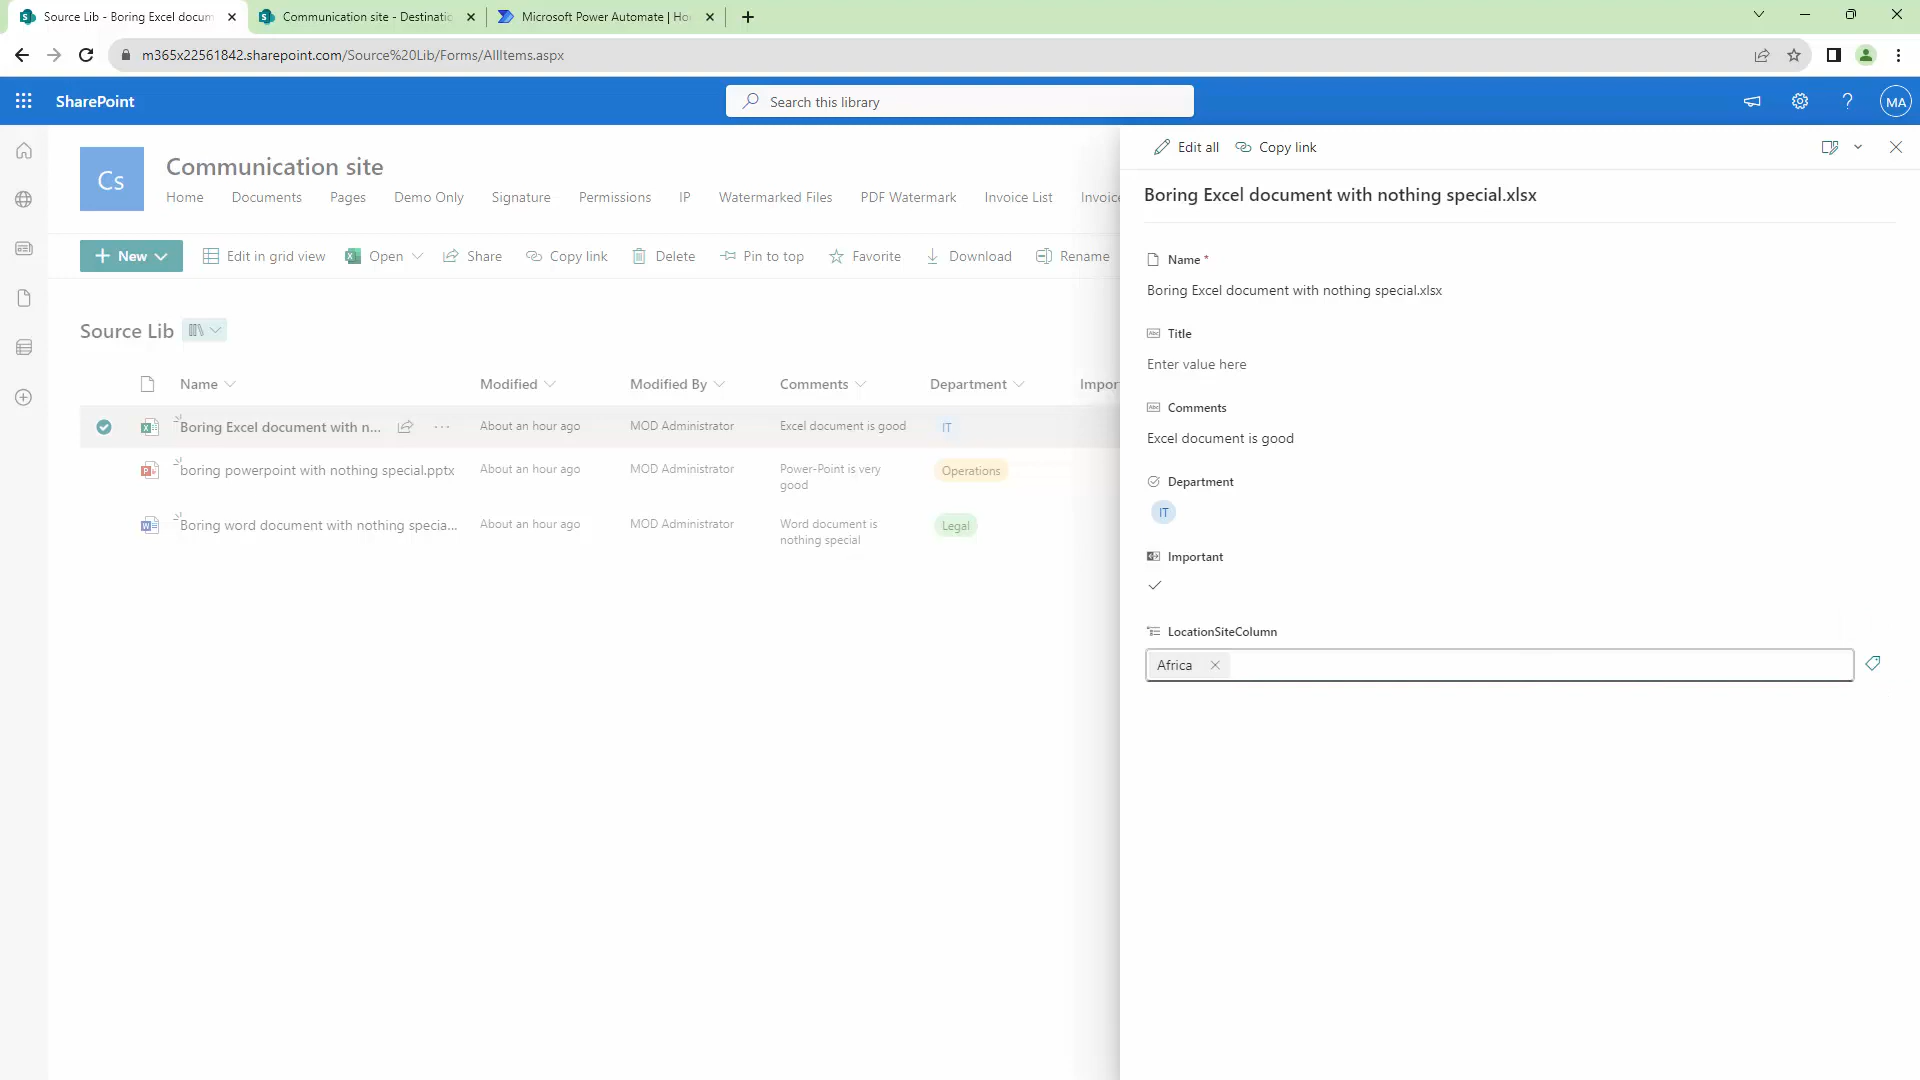 Source Lib - Boring Excel docum
Communication site - Destinatio
Microsoft Power Automate | Ho
m365x22561842.sharepoint.com/Source%20Lib/Forms/AllItems.aspx
SharePoint
Search this library
MA
Cs
Communication site
Home Documents Pages Demo Only Signature Permissions IP Watermarked Files PDF Watermark Invoice List Invoice
New
Edit in grid view
Open
Share
Copy link
Delete
Pin to top
Favorite
Download
Rename
Source Lib
Name Modified Modified By Comments Department Impor
Boring Excel document with n... About an hour ago MOD Administrator Excel document is good IT
boring powerpoint with nothing special.pptx About an hour ago MOD Administrator Power-Point is very
good
Operations
Boring word document with nothing specia... About an hour ago MOD Administrator Word document is
nothing special
Legal
Edit all
Copy link
Boring Excel document with nothing special.xlsx
Name *
Boring Excel document with nothing special.xlsx
Abc Title
Enter value here
Abc Comments
Excel document is good
Department
IT
Important
LocationSiteColumn
Africa